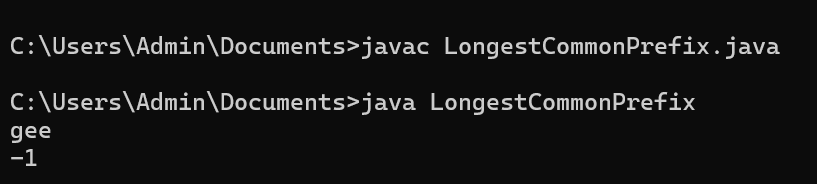 C:\Users\Admin\Documents>javac LongestCommonPrefix.java
C:\Users\Admin\Documents>java LongestCommonPrefix
gee
-1